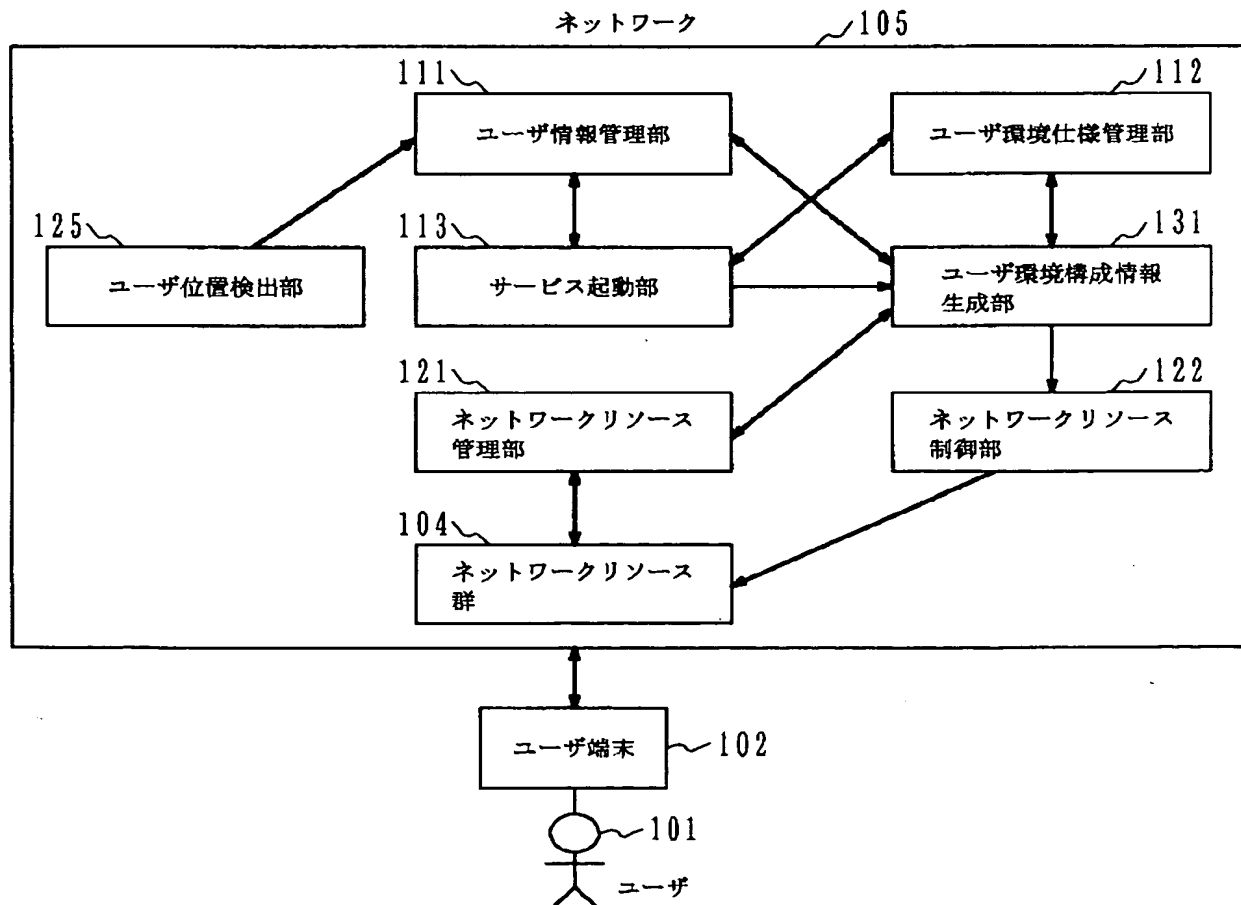 ネットワーク
105
111
ユーザ情報管理部
112
ユーザ環境仕様管理部
125
ユーザ位置検出部
113
サービス起動部
131
ユーザ環境構成情報
生成部
121
ネットワークリソース
管理部
122
ネットワークリソース
制御部
104
ネットワークリソース
群
ユーザ端末
102
101
ユーザ